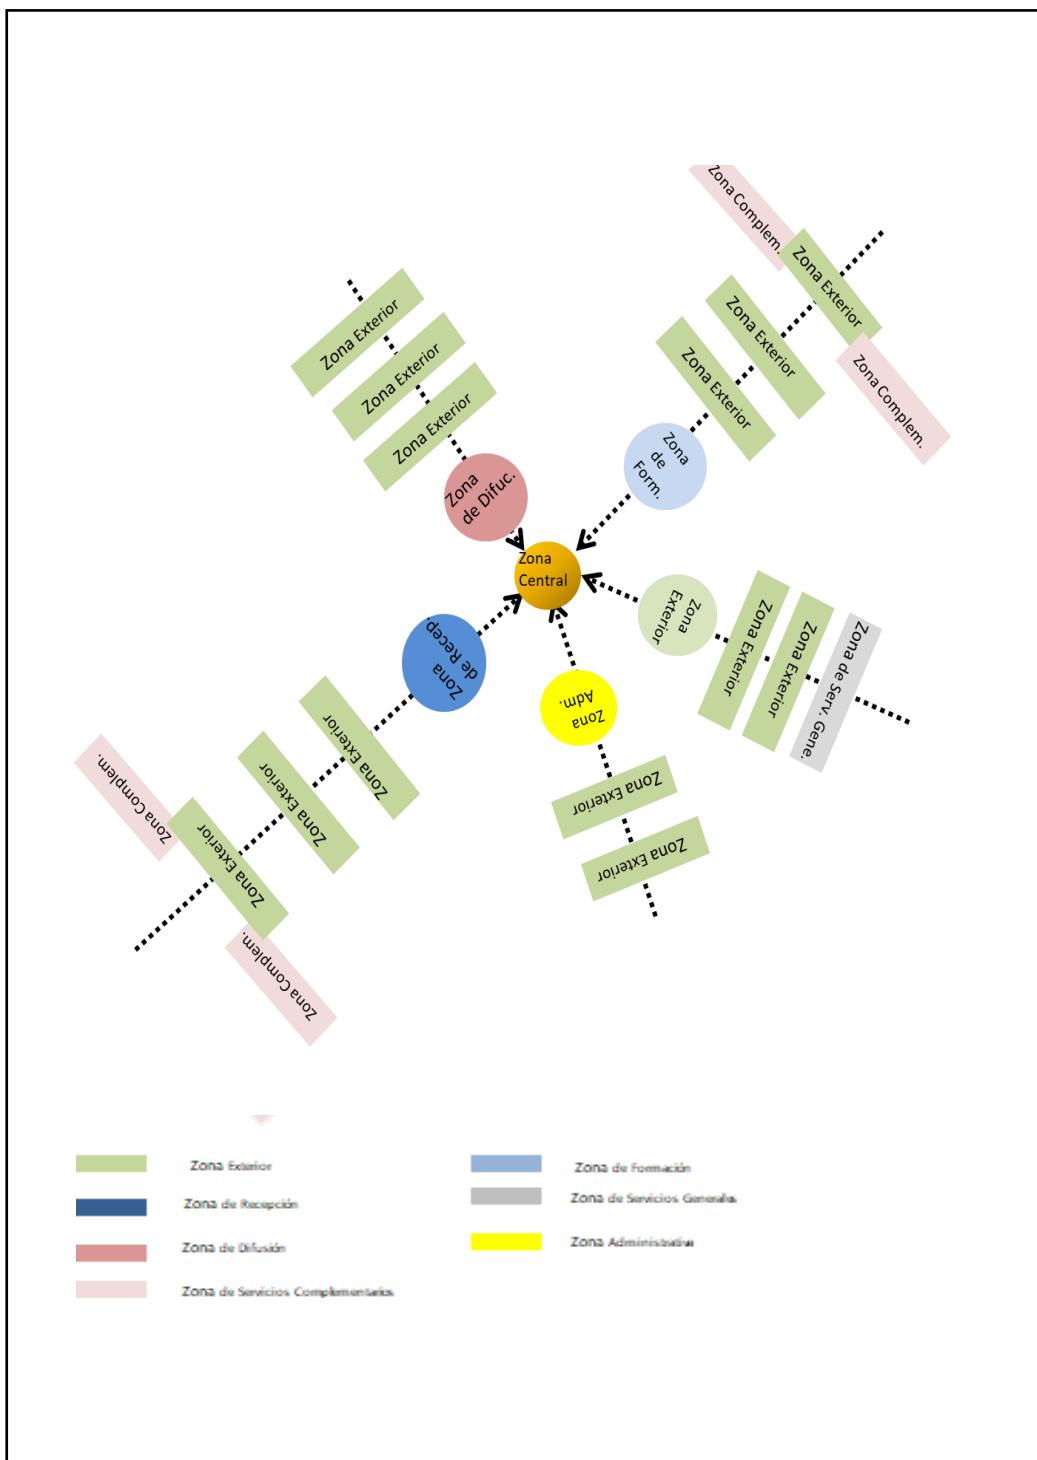 Zona Complem.
Zona Exterior
Zona Exterior
Zona Exterior
Zona Complem.
Zona Exterior
Zona Exterior
Zona Exterior
Zona
de Difuc.
Zona
de
Form.
Zona
Central
Zona
Exterior
Zona Exterior
Zona Exterior
Zona de Serv. Gene.
Zona
de Recep.
Zona
Adm.
Zona Exterior
Zona Exterior
Zona Exterior
Zona Exterior
Zona Exterior
Zona Complem.
Zona Complem.
Zona Exterior
Zona de Formación
Zona de Recepción
Zona de Servicios Generales
Zona de Difusión
Zona Administrativa
Zona de Servicios Complementarios